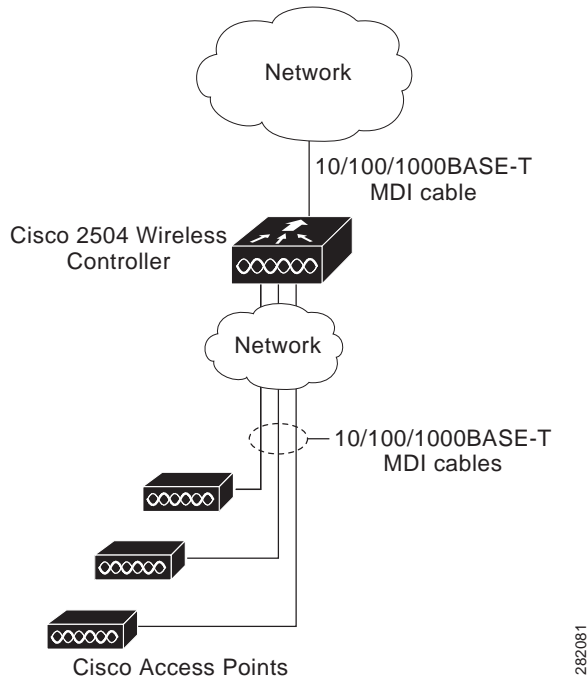 Network
10/100/1000BASE-T
MDI cable
Cisco 2504 Wireless
Controller
Network
10/100/1000BASE-T
MDI cables
Cisco Access Points
282081